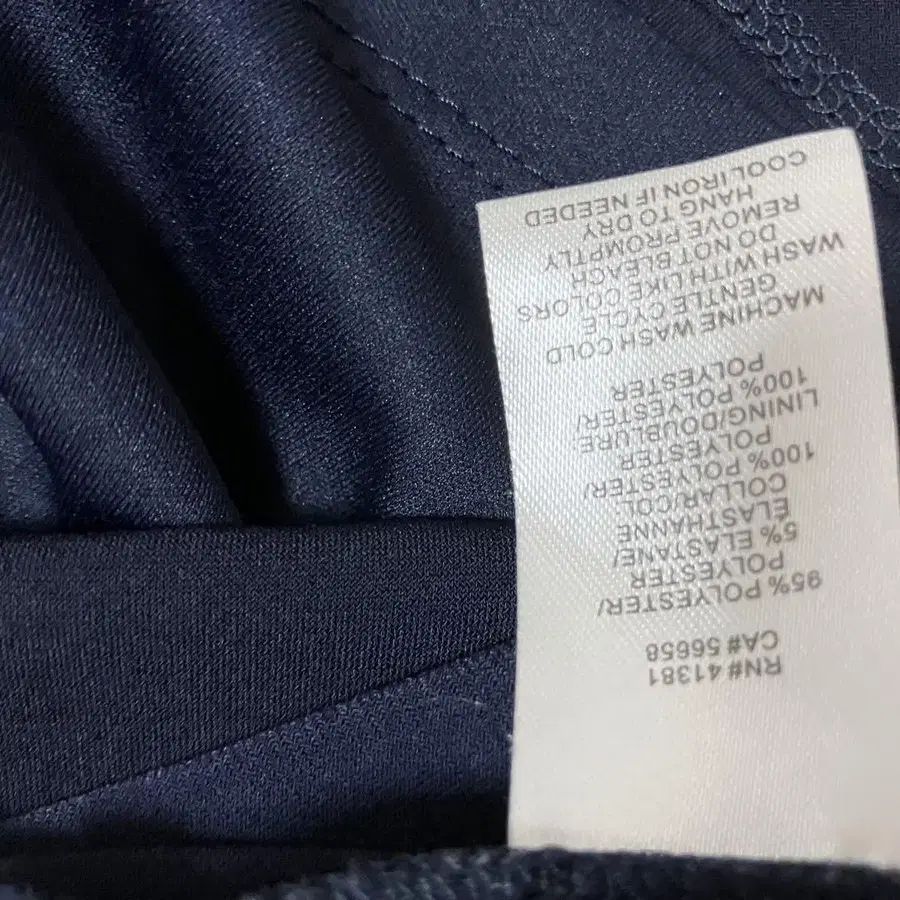 RN# 41381
CA# 56658
95% POLYESTER/
POLYESTER
5% ELASTANE/
ELASTHANNE
COLLAR/COL
100% POLYESTER/
POLYESTER
LINING/DOUBLURE
100% POLYESTER/
POLYESTER
MACHINE WASH COLD
GENTLE CYCLE
WASH WITH LIKE COLORS
DO NOT BLEACH
REMOVE PROMPTLY
HANG TO DRY
COOL IRON IF NEEDED